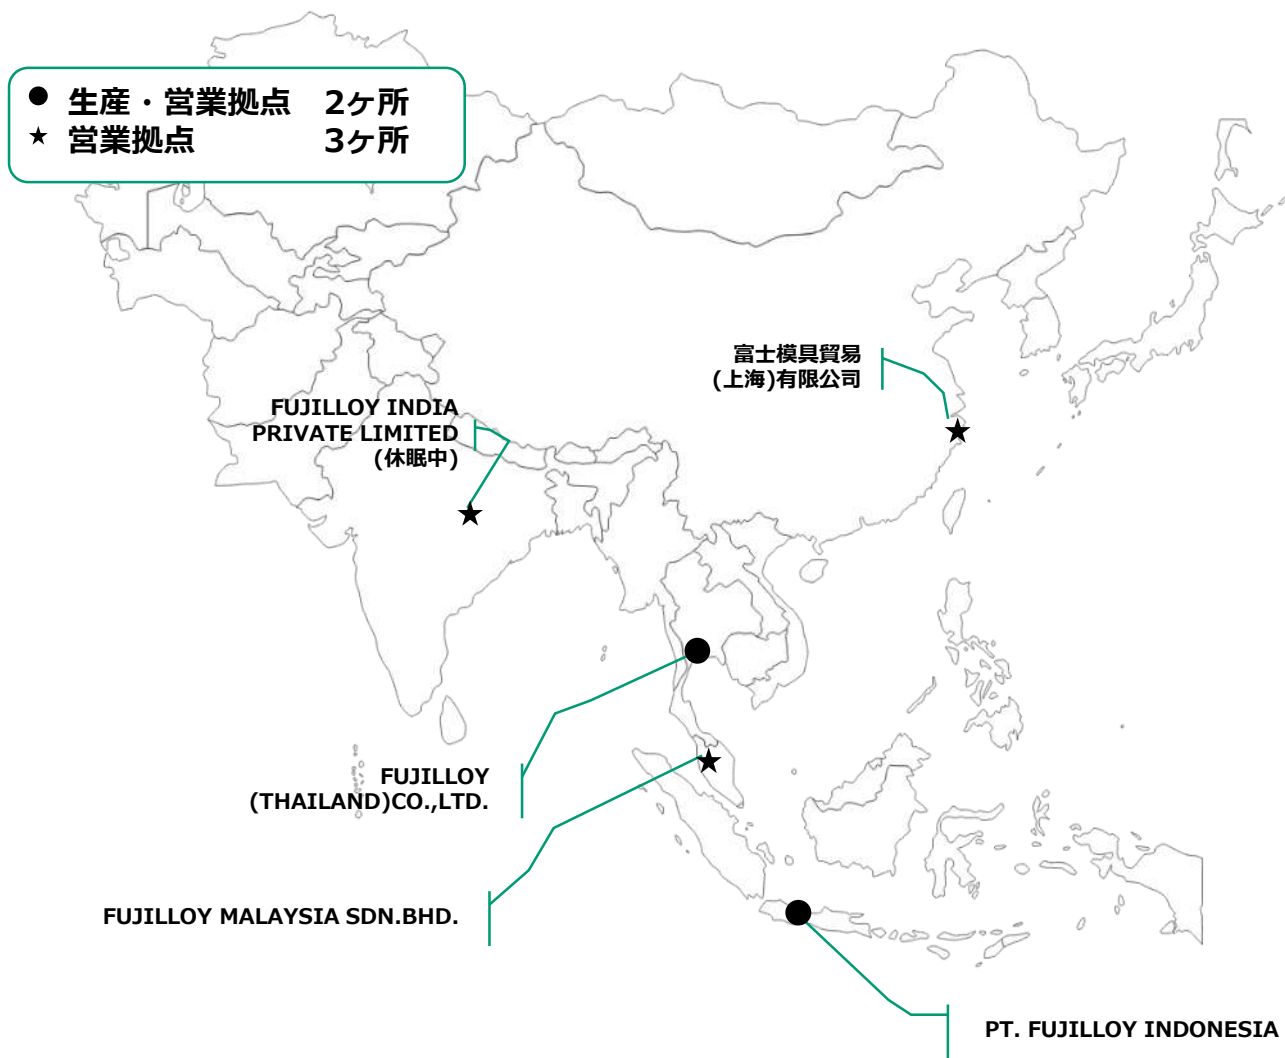 ● 生産・営業拠点 2ヶ所
★ 営業拠点 3ヶ所
富士模具貿易
(上海)有限公司
FUJILLOY INDIA
PRIVATE LIMITED
(休眠中)
FUJILLOY
(THAILAND)CO.,LTD.
FUJILLOY MALAYSIA SDN.BHD.
PT. FUJILLOY INDONESIA